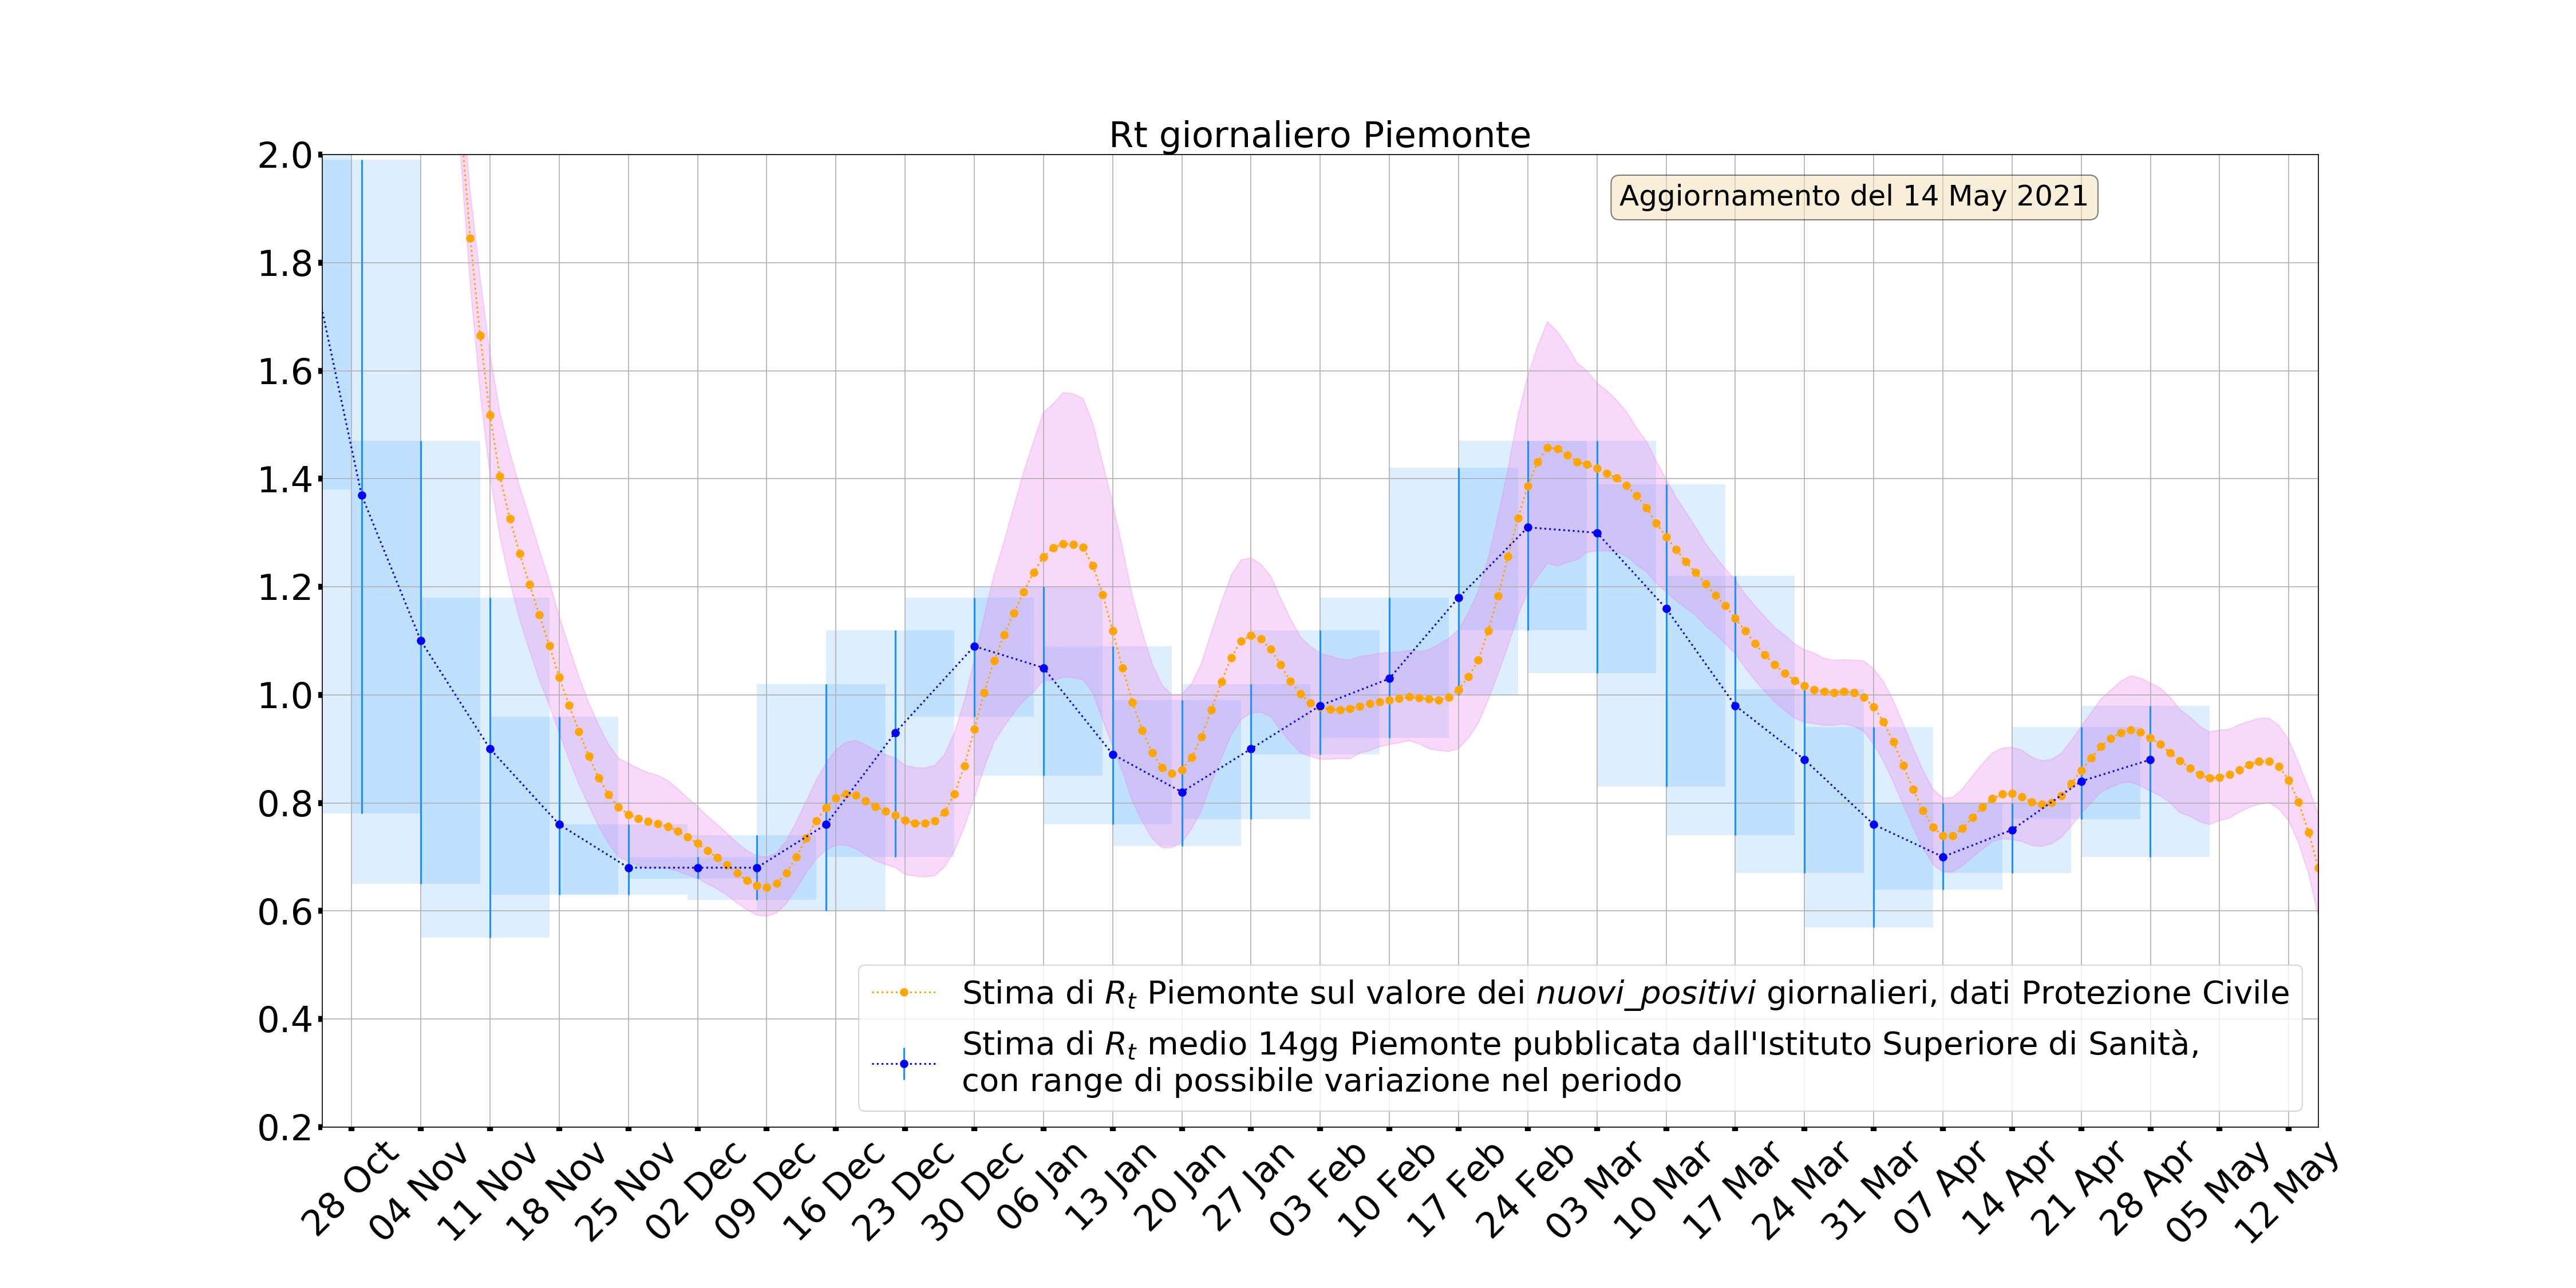 Rt giornaliero Piemonte
Aggiornamento del 14 May 2021
2.0
1.8
1.6
1.4
1.2
1.0
0.8
0.6
0.4
0.2
Stima di Rt Piemonte sul valore dei nuovi_positivi giornalieri, dati Protezione Civile
Stima di Rt medio 14gg Piemonte pubblicata dall'Istituto Superiore di Sanità,
con range di possibile variazione nel periodo
28 Oct
04 Nov
11 Nov
18 Nov
25 Nov
02 Dec
09 Dec
16 Dec
23 Dec
30 Dec
06 Jan
13 Jan
20 Jan
27 Jan
03 Feb
10 Feb
17 Feb
24 Feb
03 Mar
10 Mar
17 Mar
24 Mar
31 Mar
07 Apr
14 Apr
21 Apr
28 Apr
05 May
12 May